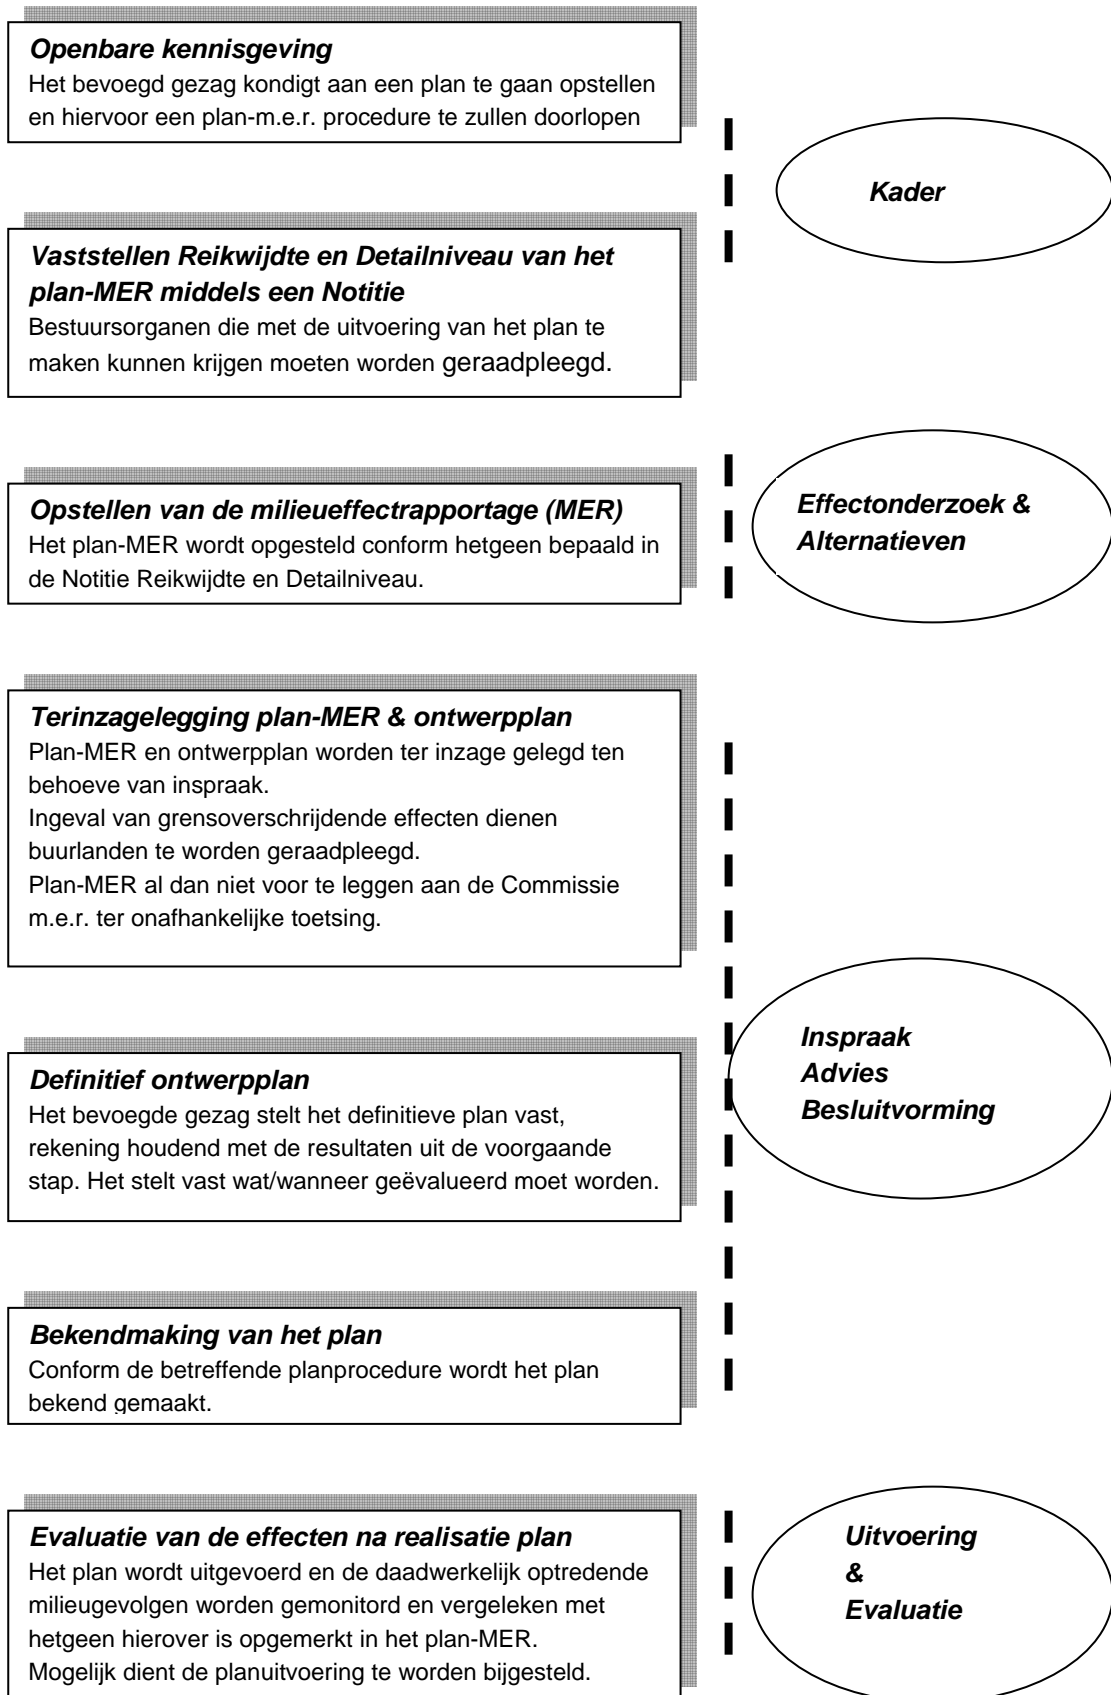 Openbare kennisgeving
Het bevoegd gezag kondigt aan een plan te gaan opstellen
en hiervoor een plan-m.e.r. procedure te zullen doorlopen
Kader
Vaststellen Reikwijdte en Detailniveau van het
plan-MER middels een Notitie
Bestuursorganen die met de uitvoering van het plan te
maken kunnen krijgen moeten worden geraadpleegd.
Opstellen van de milieueffectrapportage (MER)
Het plan-MER wordt opgesteld conform hetgeen bepaald in
de Notitie Reikwijdte en Detailniveau.
Effectonderzoek &
Alternatieven
Terinzagelegging plan-MER & ontwerpplan
Plan-MER en ontwerpplan worden ter inzage gelegd ten
behoeve van inspraak.
Ingeval van grensoverschrijdende effecten dienen
buurlanden te worden geraadpleegd.
Plan-MER al dan niet voor te leggen aan de Commissie
m.e.r. ter onafhankelijke toetsing.
Definitief ontwerpplan
Het bevoegde gezag stelt het definitieve plan vast,
rekening houdend met de resultaten uit de voorgaande
stap. Het stelt vast wat/wanneer geëvalueerd moet worden.
Inspraak
Advies
Besluitvorming
Bekendmaking van het plan
Conform de betreffende planprocedure wordt het plan
bekend gemaakt.
Evaluatie van de effecten na realisatie plan
Het plan wordt uitgevoerd en de daadwerkelijk optredende
milieugevolgen worden gemonitord en vergeleken met
hetgeen hierover is opgemerkt in het plan-MER.
Mogelijk dient de planuitvoering te worden bijgesteld.
Uitvoering
&
Evaluatie